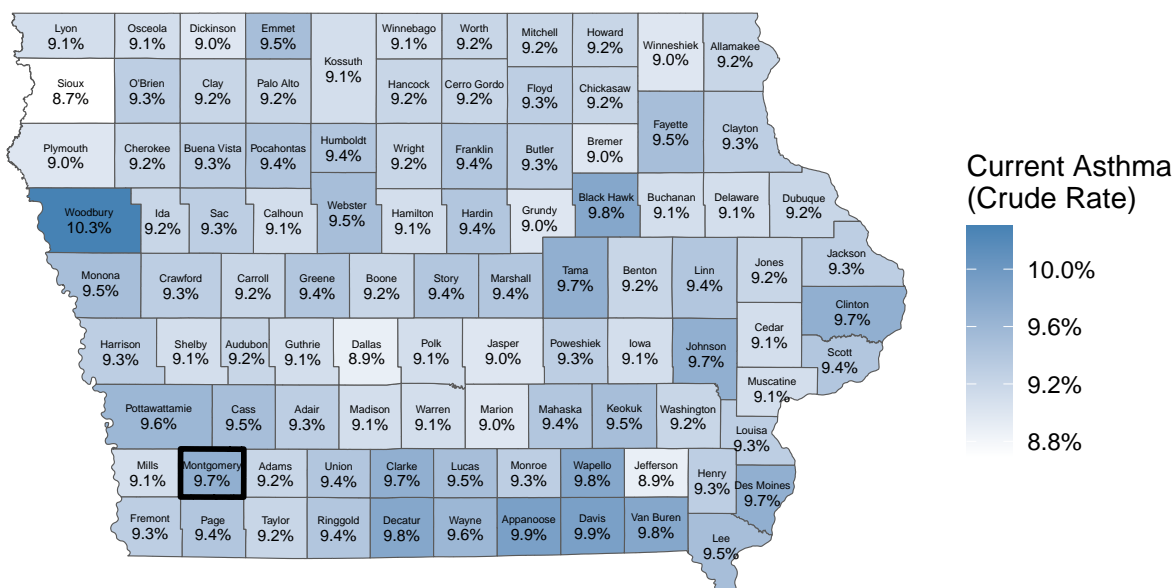 Lyon
9.1%
Osceola
9.1%
Dickinson
9.0%
Emmet
9.5%
Kossuth
9.1%
Winnebago
9.1%
Worth
9.2%
Mitchell
9.2%
Howard
9.2%
Winneshiek
9.0%
Allamakee
9.2%
Sioux
8.7%
O'Brien
9.3%
Clay
9.2%
Palo Alto
9.2%
Hancock
9.2%
Cerro Gordo
9.2%
Floyd
9.3%
Chickasaw
9.2%
Fayette
9.5%
Clayton
9.3%
Plymouth
9.0%
Cherokee
9.2%
Buena Vista
9.3%
Pocahontas
9.4%
Humboldt
9.4%
Wright
9.2%
Franklin
9.4%
Butler
9.3%
Bremer
9.0%
Woodbury
10.3%
Ida
9.2%
Sac
9.3%
Calhoun
9.1%
Webster
9.5%
Hamilton
9.1%
Hardin
9.4%
Grundy
9.0%
Black Hawk
9.8%
Buchanan
9.1%
Delaware
9.1%
Dubuque
9.2%
Monona
9.5%
Crawford
9.3%
Carroll
9.2%
Greene
9.4%
Boone
9.2%
Story
9.4%
Marshall
9.4%
Tama
9.7%
Benton
9.2%
Linn
9.4%
Jones
9.2%
Jackson
9.3%
Clinton
9.7%
Harrison
9.3%
Shelby
9.1%
Audubon
9.2%
Guthrie
9.1%
Dallas
8.9%
Polk
9.1%
Jasper
9.0%
Poweshiek
9.3%
Iowa
9.1%
Johnson
9.7%
Cedar
9.1%
Scott
9.4%
Muscatine
9.1%
Pottawattamie
9.6%
Cass
9.5%
Adair
9.3%
Madison
9.1%
Warren
9.1%
Marion
9.0%
Mahaska
9.4%
Keokuk
9.5%
Washington
9.2%
Louisa
9.3%
Mills
9.1%
Montgomery
9.7%
Adams
9.2%
Union
9.4%
Clarke
9.7%
Lucas
9.5%
Monroe
9.3%
Wapello
9.8%
Jefferson
8.9%
Henry
9.3%
Des Moines
9.7%
Fremont
9.3%
Page
9.4%
Taylor
9.2%
Ringgold
9.4%
Decatur
9.8%
Wayne
9.6%
Appanoose
9.9%
Davis
9.9%
Van Buren
9.8%
Lee
9.5%
Current Asthma
(Crude Rate)
10.0%
9.6%
9.2%
8.8%